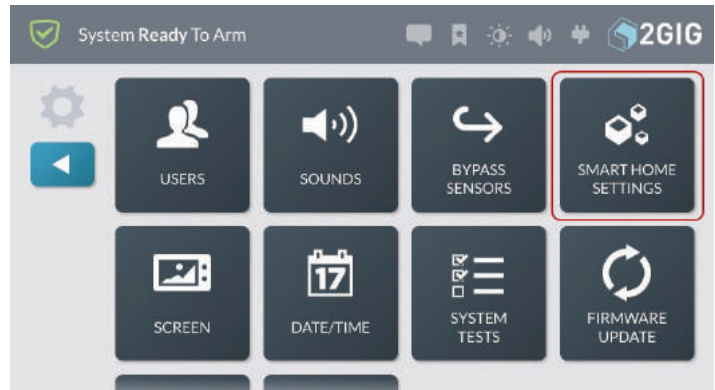 System Ready To Arm
2GIG
USERS
SOUNDS
BYPASS
SENSORS
SMART HOME
SETTINGS
SCREEN
17
DATE/TIME
SYSTEM
TESTS
FIRMWARE
UPDATE